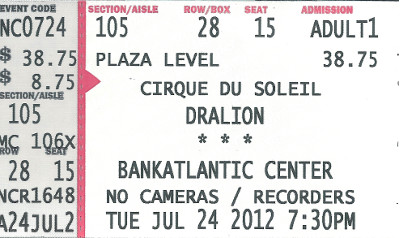 EVENT CODE
NC0724
$ 38.75
$ 8.75
SECTION/AISLE
105
MC 106X
ROW SEAT
28 15
NCR1648
A24JUL2
SECTION/AISLE ROW/BOX SEAT ADMISSION
105 28 15 ADULT1
PLAZA LEVEL 38.75
CIRQUE DU SOLEIL
DRALION
* * *
BANKATLANTIC CENTER
NO CAMERAS / RECORDERS
TUE JUL 24 2012 7:30PM